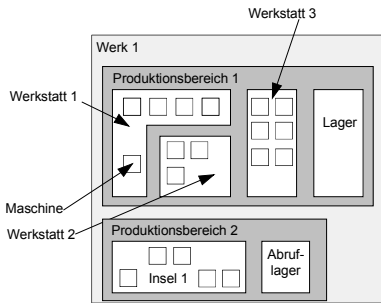 Werkstatt 3
Werk 1
Produktionsbereich 1
Werkstatt 1
Lager
Maschine
Werkstatt 2
Produktionsbereich 2
Insel 1
Abruf-
lager